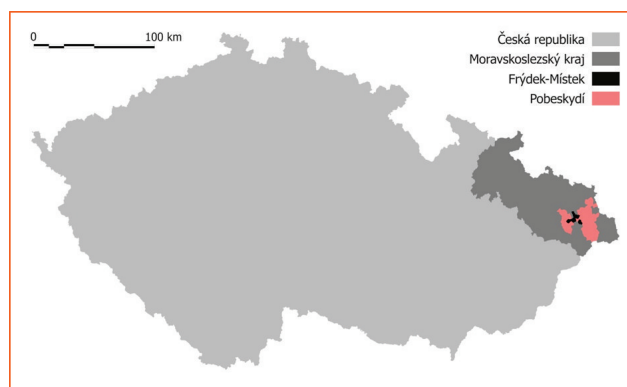 0 100 km
Česká republika
Moravskoslezský kraj
Frýdek-Místek
Pobeskydí